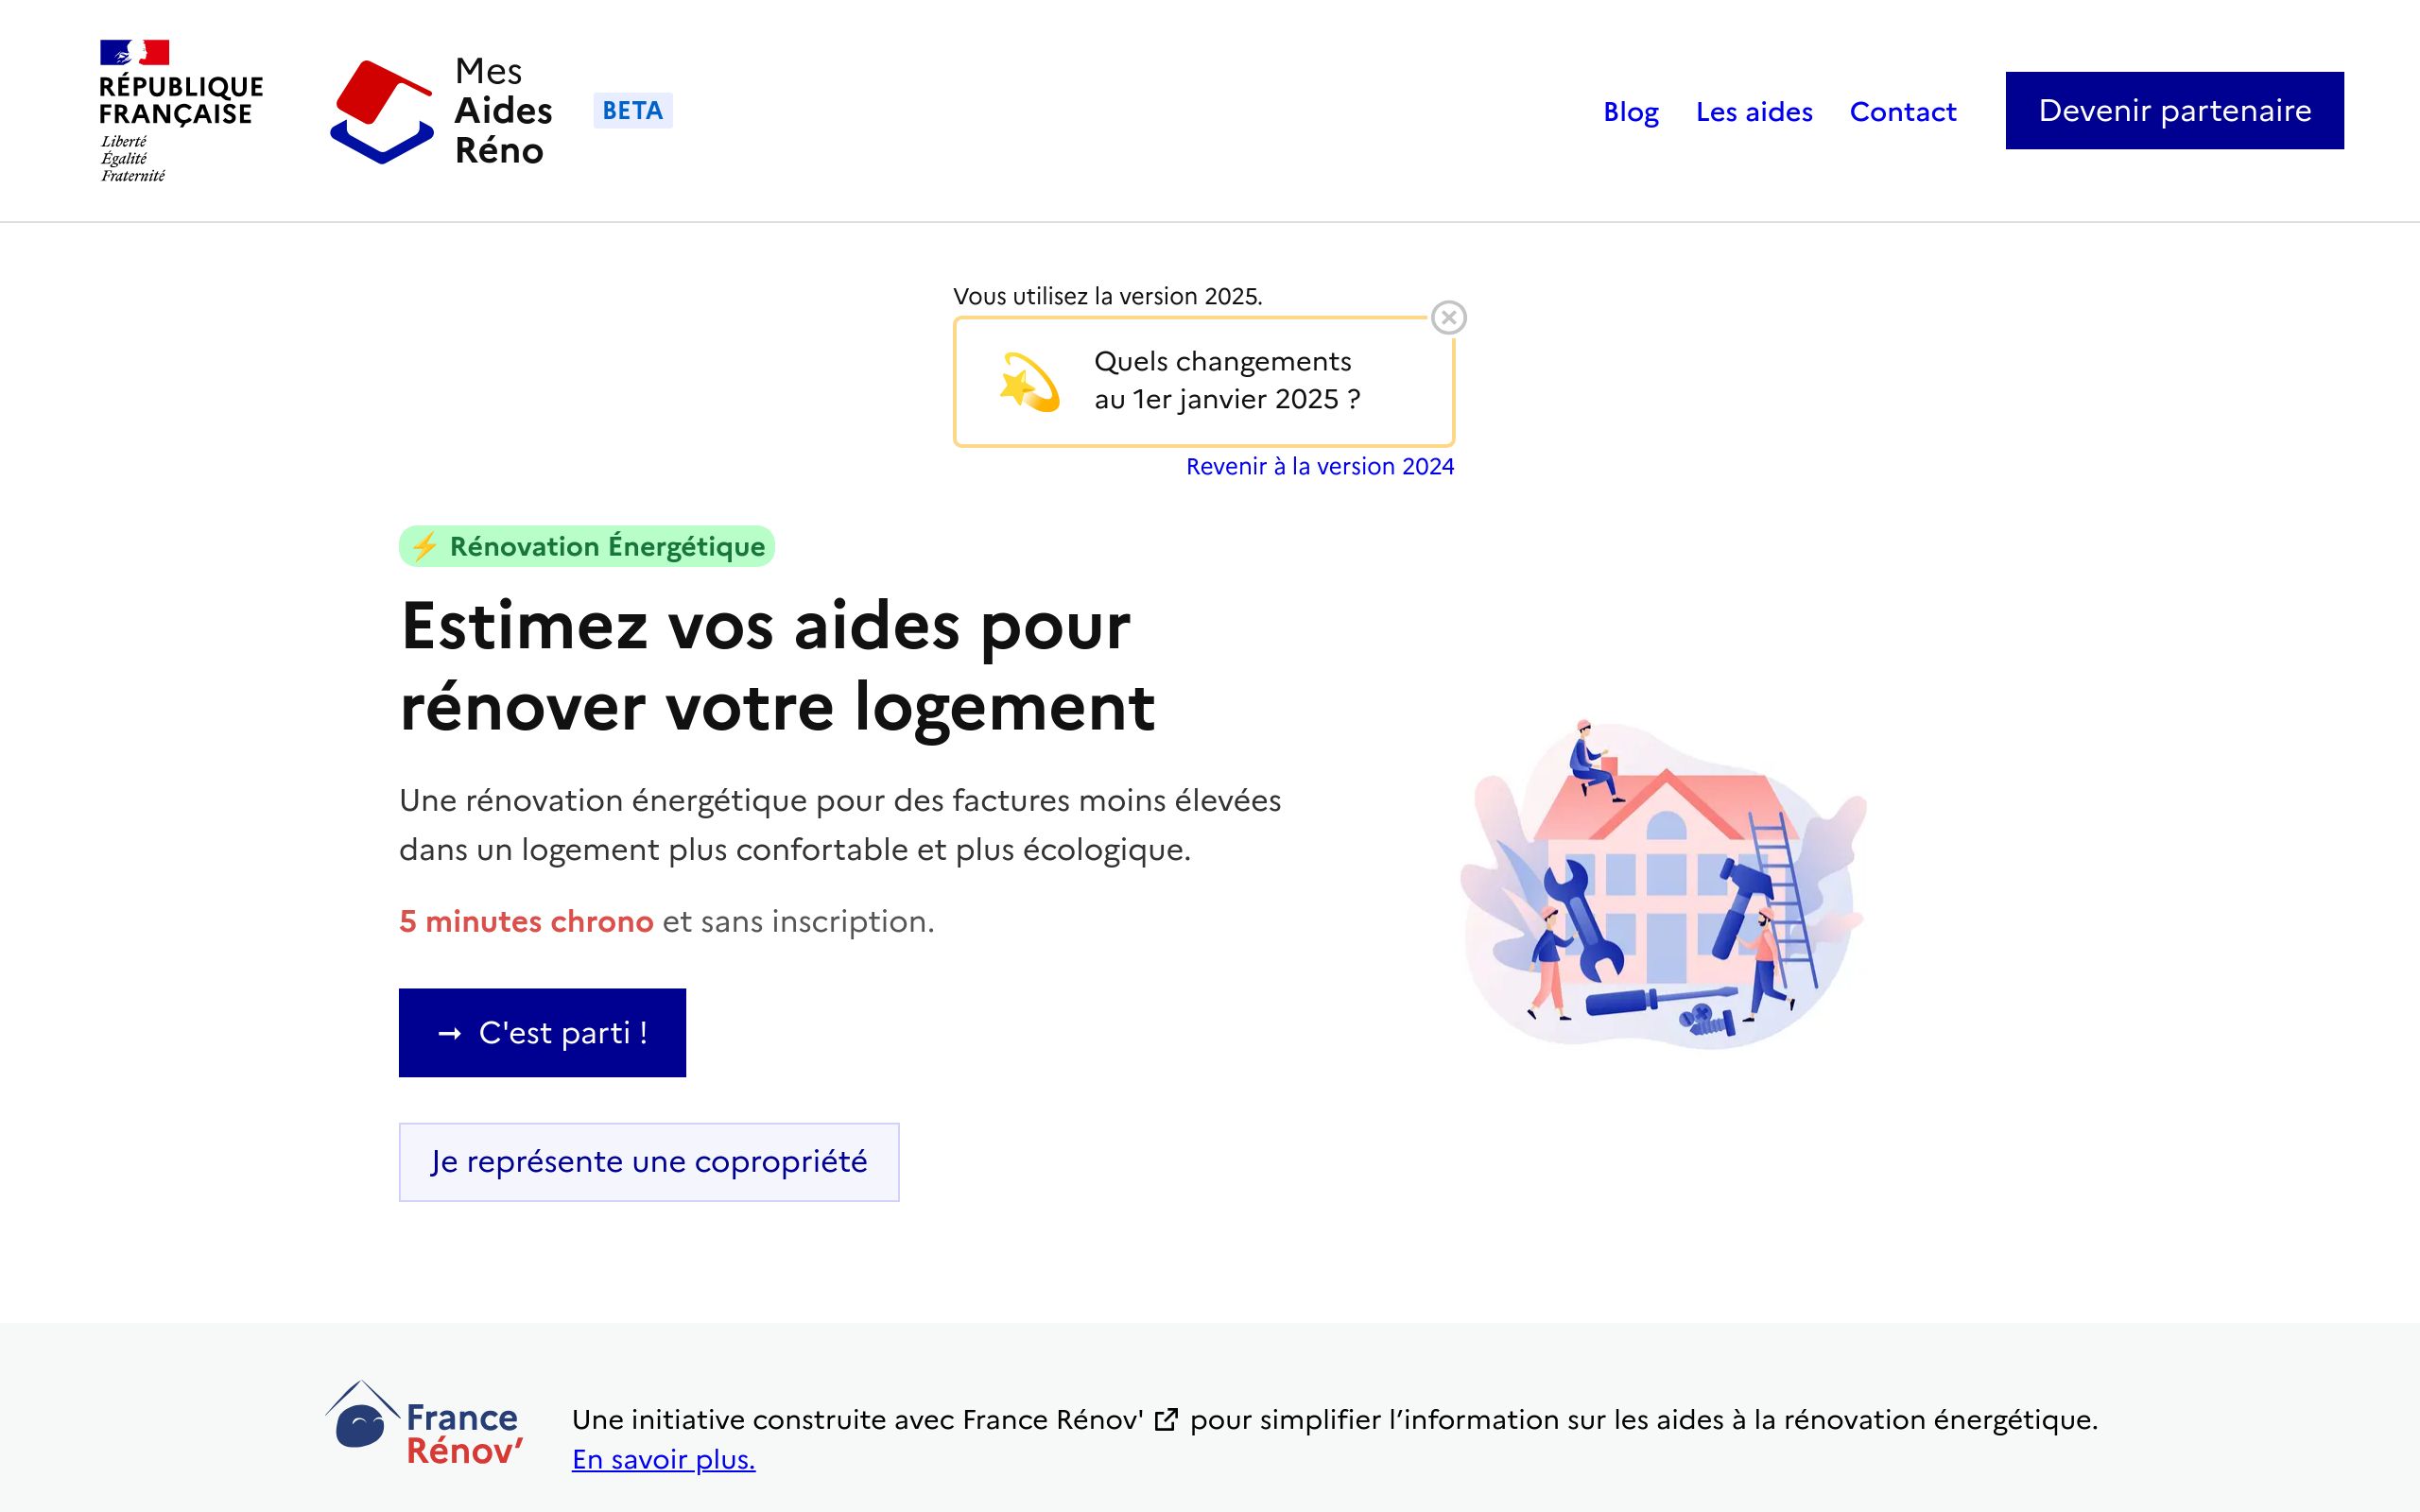 RÉPUBLIQUE
FRANÇAISE
Liberté
Égalité
Fraternité
Mes
Aides
Réno
BETA
Blog Les aides Contact Devenir partenaire
Vous utilisez la version 2025.
Quels changements
au 1er janvier 2025 ?
Revenir à la version 2024
⚡ Rénovation Énergétique
Estimez vos aides pour
rénover votre logement
Une rénovation énergétique pour des factures moins élevées
dans un logement plus confortable et plus écologique.
5 minutes chrono et sans inscription.
➞ C'est parti !
Je représente une copropriété
France
Rénov’
Une initiative construite avec France Rénov' pour simplifier l’information sur les aides à la rénovation énergétique.
En savoir plus.